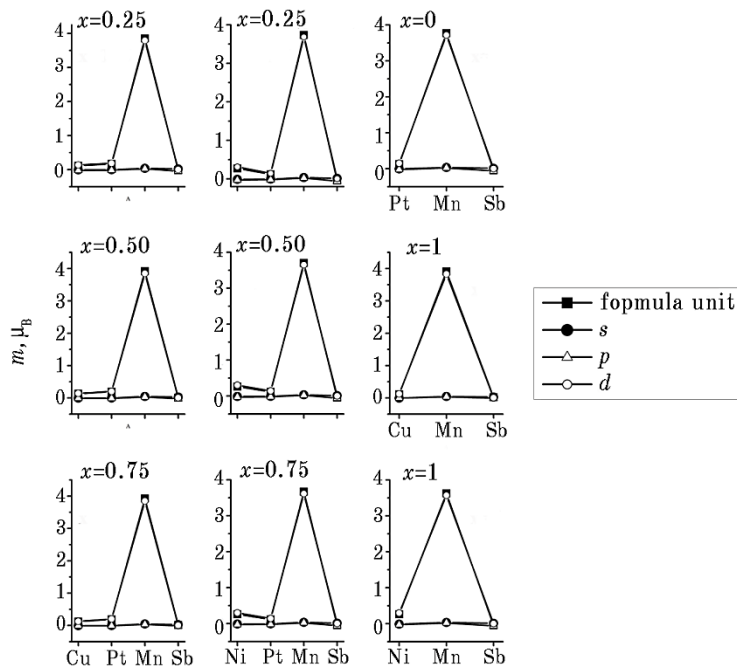 x=0.25 x=0.25 x=0
4 4 4
3 3 3
2 2 2
1 1 1
0 0 0
Pt Mn Sb
x=0.50 x=0.50 x=1
4 4 4
3 3 3
2 2 2
1 1 1
0 0 0
Cu Mn Sb
m, μB
fopmula unit
s
p
d
x=0.75 x=0.75 x=1
4 4 4
3 3 3
2 2 2
1 1 1
0 0 0
Cu Pt Mn Sb Ni Pt Mn Sb Ni Mn Sb